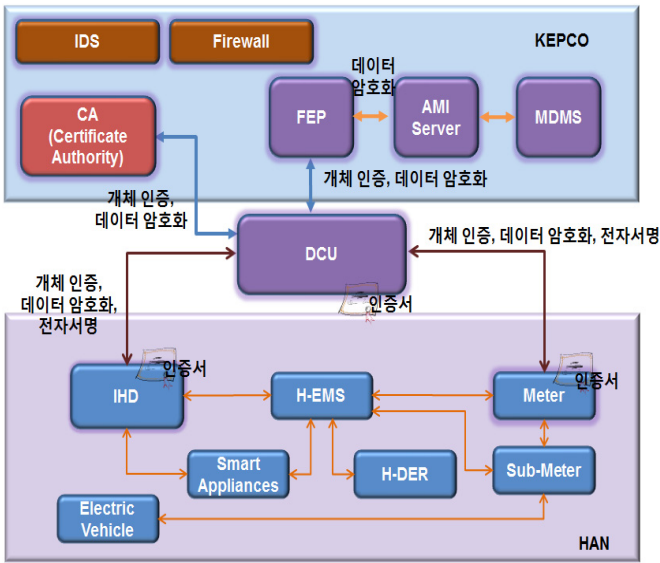 IDS
Firewall
KEPCO
데이터
암호화
CA
(Certificate
Authority)
FEP
AMI
Server
MDMS
개체 인증, 데이터 암호화
개체 인증,
데이터 암호화
DCU
개체 인증, 데이터 암호화, 전자서명
개체 인증,
데이터 암호화,
전자서명
인증서
인증서
인증서
IHD
H-EMS
Meter
Smart
Appliances
H-DER
Sub-Meter
Electric
Vehicle
HAN